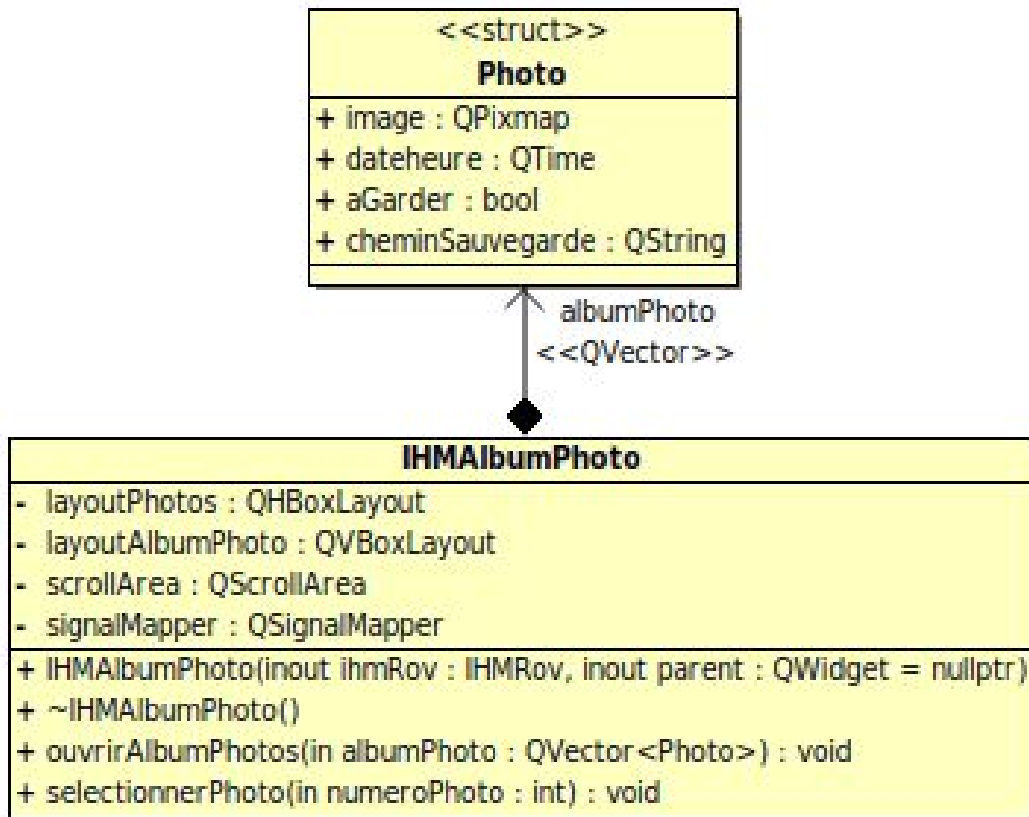 <<struct>>
Photo
+ image : QPixmap
+ dateheure : QTime
+ aGarder : bool
+ cheminSauvegarde : QString
albumPhoto
<<QVector>>
IHMAlbumPhoto
- layoutPhotos : QHBoxLayout
- layoutAlbumPhoto : QVBoxLayout
- scrollArea : QScrollArea
- signalMapper : QSignalMapper
+ IHMAlbumPhoto(inout ihmRov : IHMRov, inout parent : QWidget = nullptr)
+ ~IHMAlbumPhoto()
+ ouvrirAlbumPhotos(in albumPhoto : QVector<Photo>) : void
+ selectionnerPhoto(in numeroPhoto : int) : void